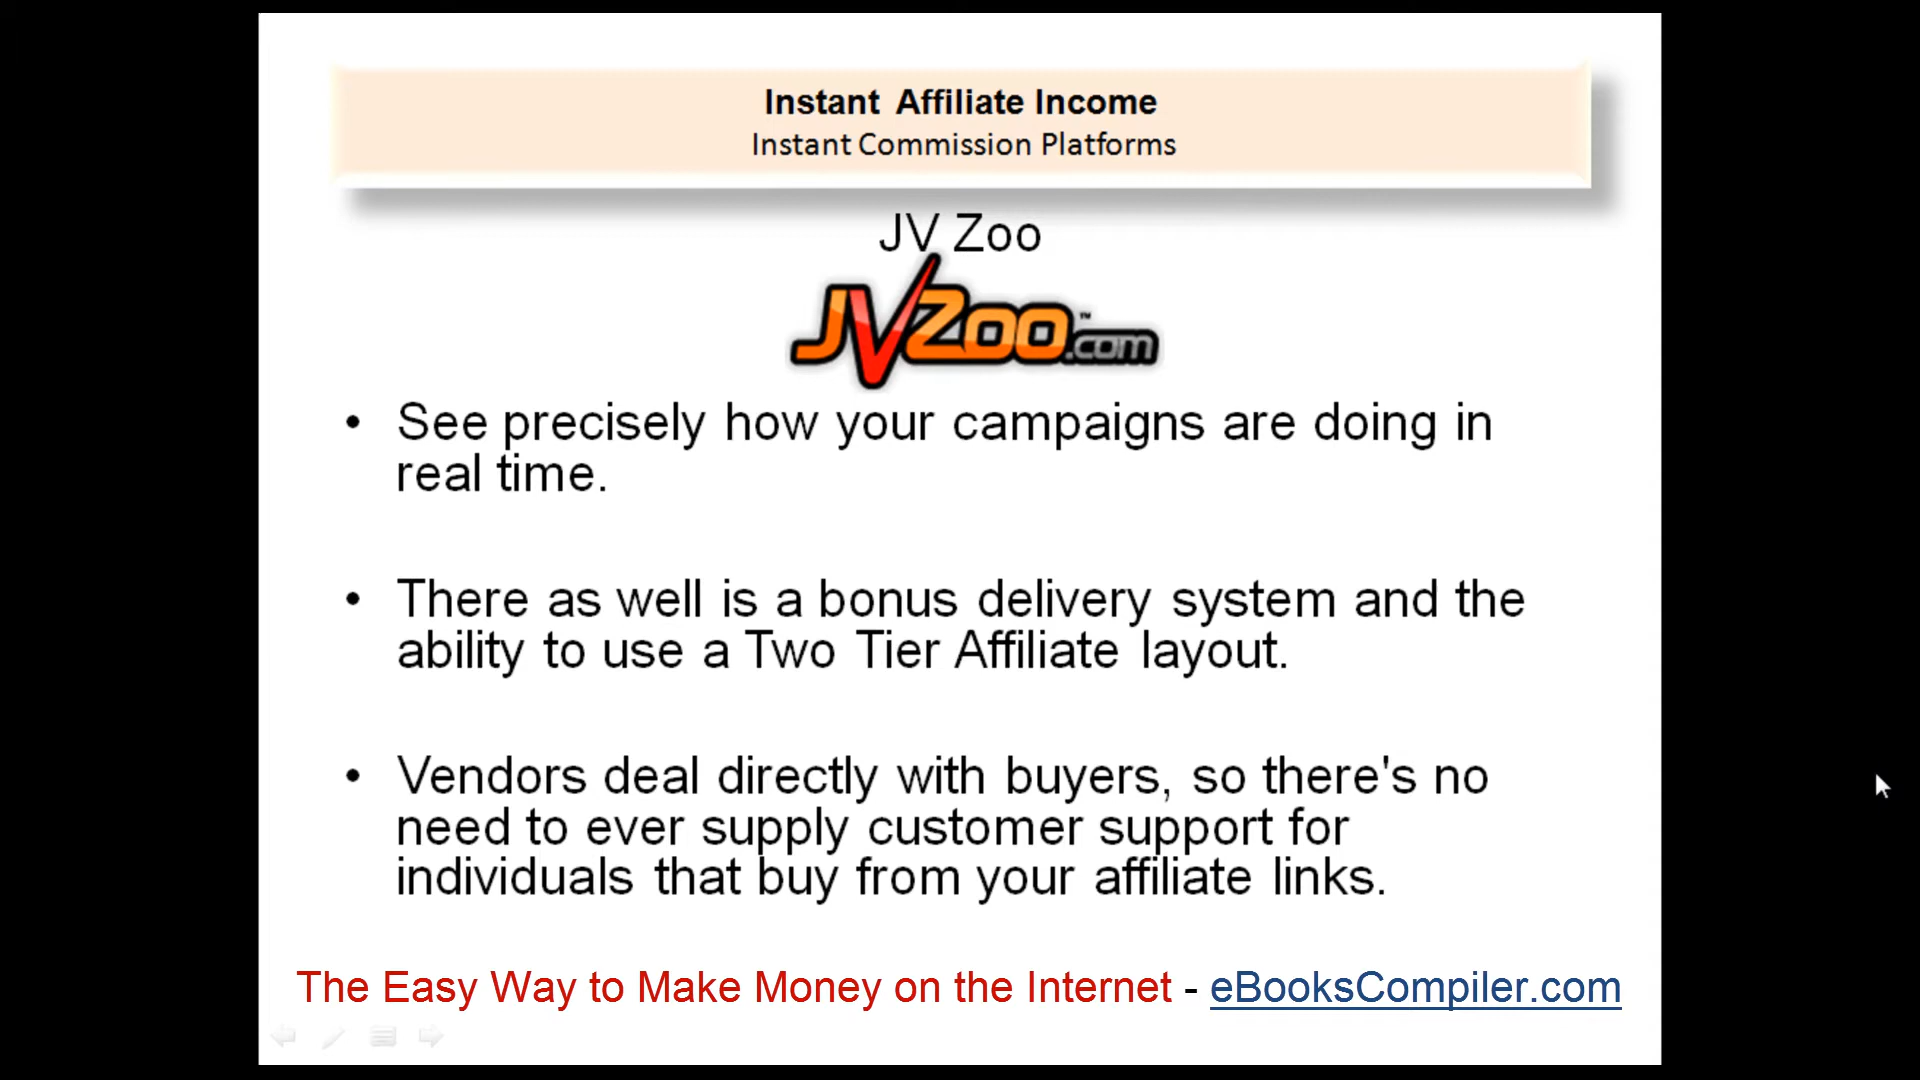 Instant Affiliate Income
Instant Commission Platforms
JV Zoo
JVZoo.com™
• See precisely how your campaigns are doing in
real time.
• There as well is a bonus delivery system and the
ability to use a Two Tier Affiliate layout.
• Vendors deal directly with buyers, so there's no
need to ever supply customer support for
individuals that buy from your affiliate links.
The Easy Way to Make Money on the Internet - eBooksCompiler.com